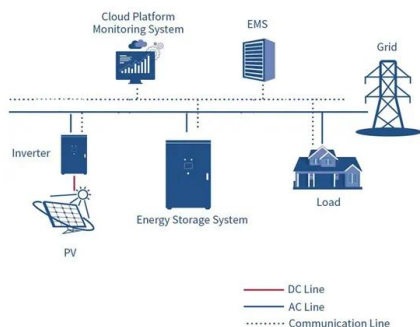 Cloud Platform
Monitoring System
EMS
Grid
Inverter
Energy Storage System
Load
PV
DC Line
AC Line
Communication Line